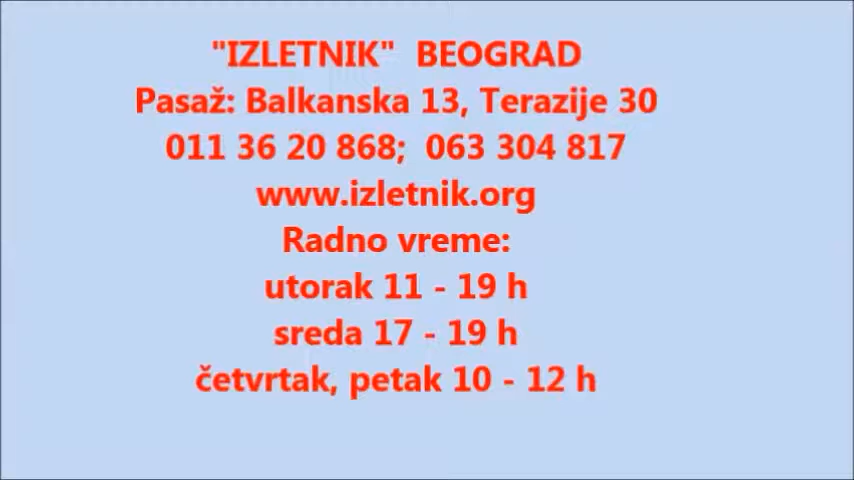 "IZLETNIK" BEOGRAD
Pasaž: Balkanska 13, Terazije 30
011 36 20 868; 063 304 817
www.izletnik.org
Radno vreme:
utorak 11 - 19 h
sreda 17 - 19 h
četvrtak, petak 10 - 12 h